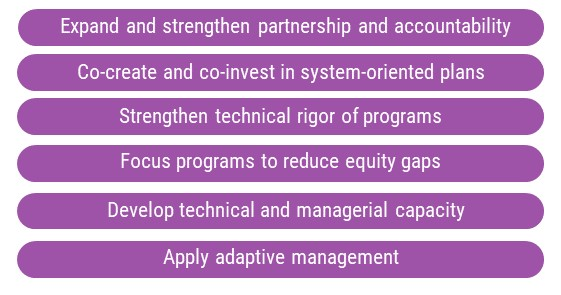 Expand and strengthen partnership and accountability
Co-create and co-invest in system-oriented plans
Strengthen technical rigor of programs
Focus programs to reduce equity gaps
Develop technical and managerial capacity
Apply adaptive management